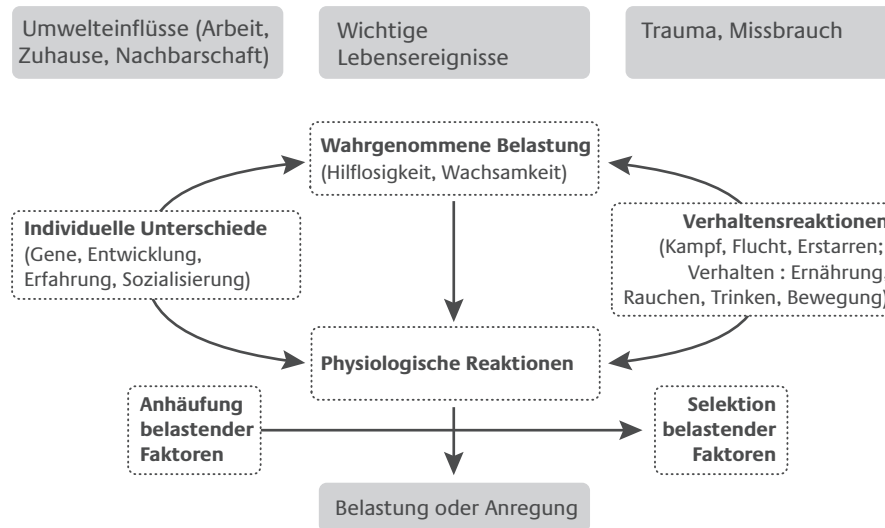 Umwelteinflüsse (Arbeit,
Zuhause, Nachbarschaft)
Wichtige
Lebensereignisse
Trauma, Missbrauch
Wahrgenommene Belastung
(Hilflosigkeit, Wachsamkeit)
Individuelle Unterschiede
(Gene, Entwicklung,
Erfahrung, Sozialisierung)
Verhaltensreaktionen
(Kampf, Flucht, Erstarren;
Verhalten : Ernährung,
Rauchen, Trinken, Bewegung)
Physiologische Reaktionen
Anhäufung
belastender
Faktoren
Selektion
belastender
Faktoren
Belastung oder Anregung